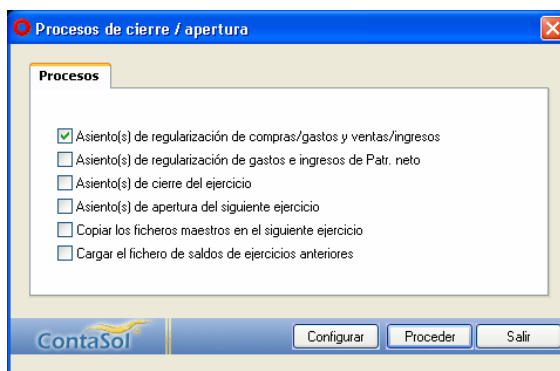 Procesos de cierre / apertura
Procesos
Asiento(s) de regularización de compras/gastos y ventas/ingresos
Asiento(s) de regularización de gastos e ingresos de Patr. neto
Asiento(s) de cierre del ejercicio
Asiento(s) de apertura del siguiente ejercicio
Copiar los ficheros maestros en el siguiente ejercicio
Cargar el fichero de saldos de ejercicios anteriores
ContaSol Configurar Proceder Salir